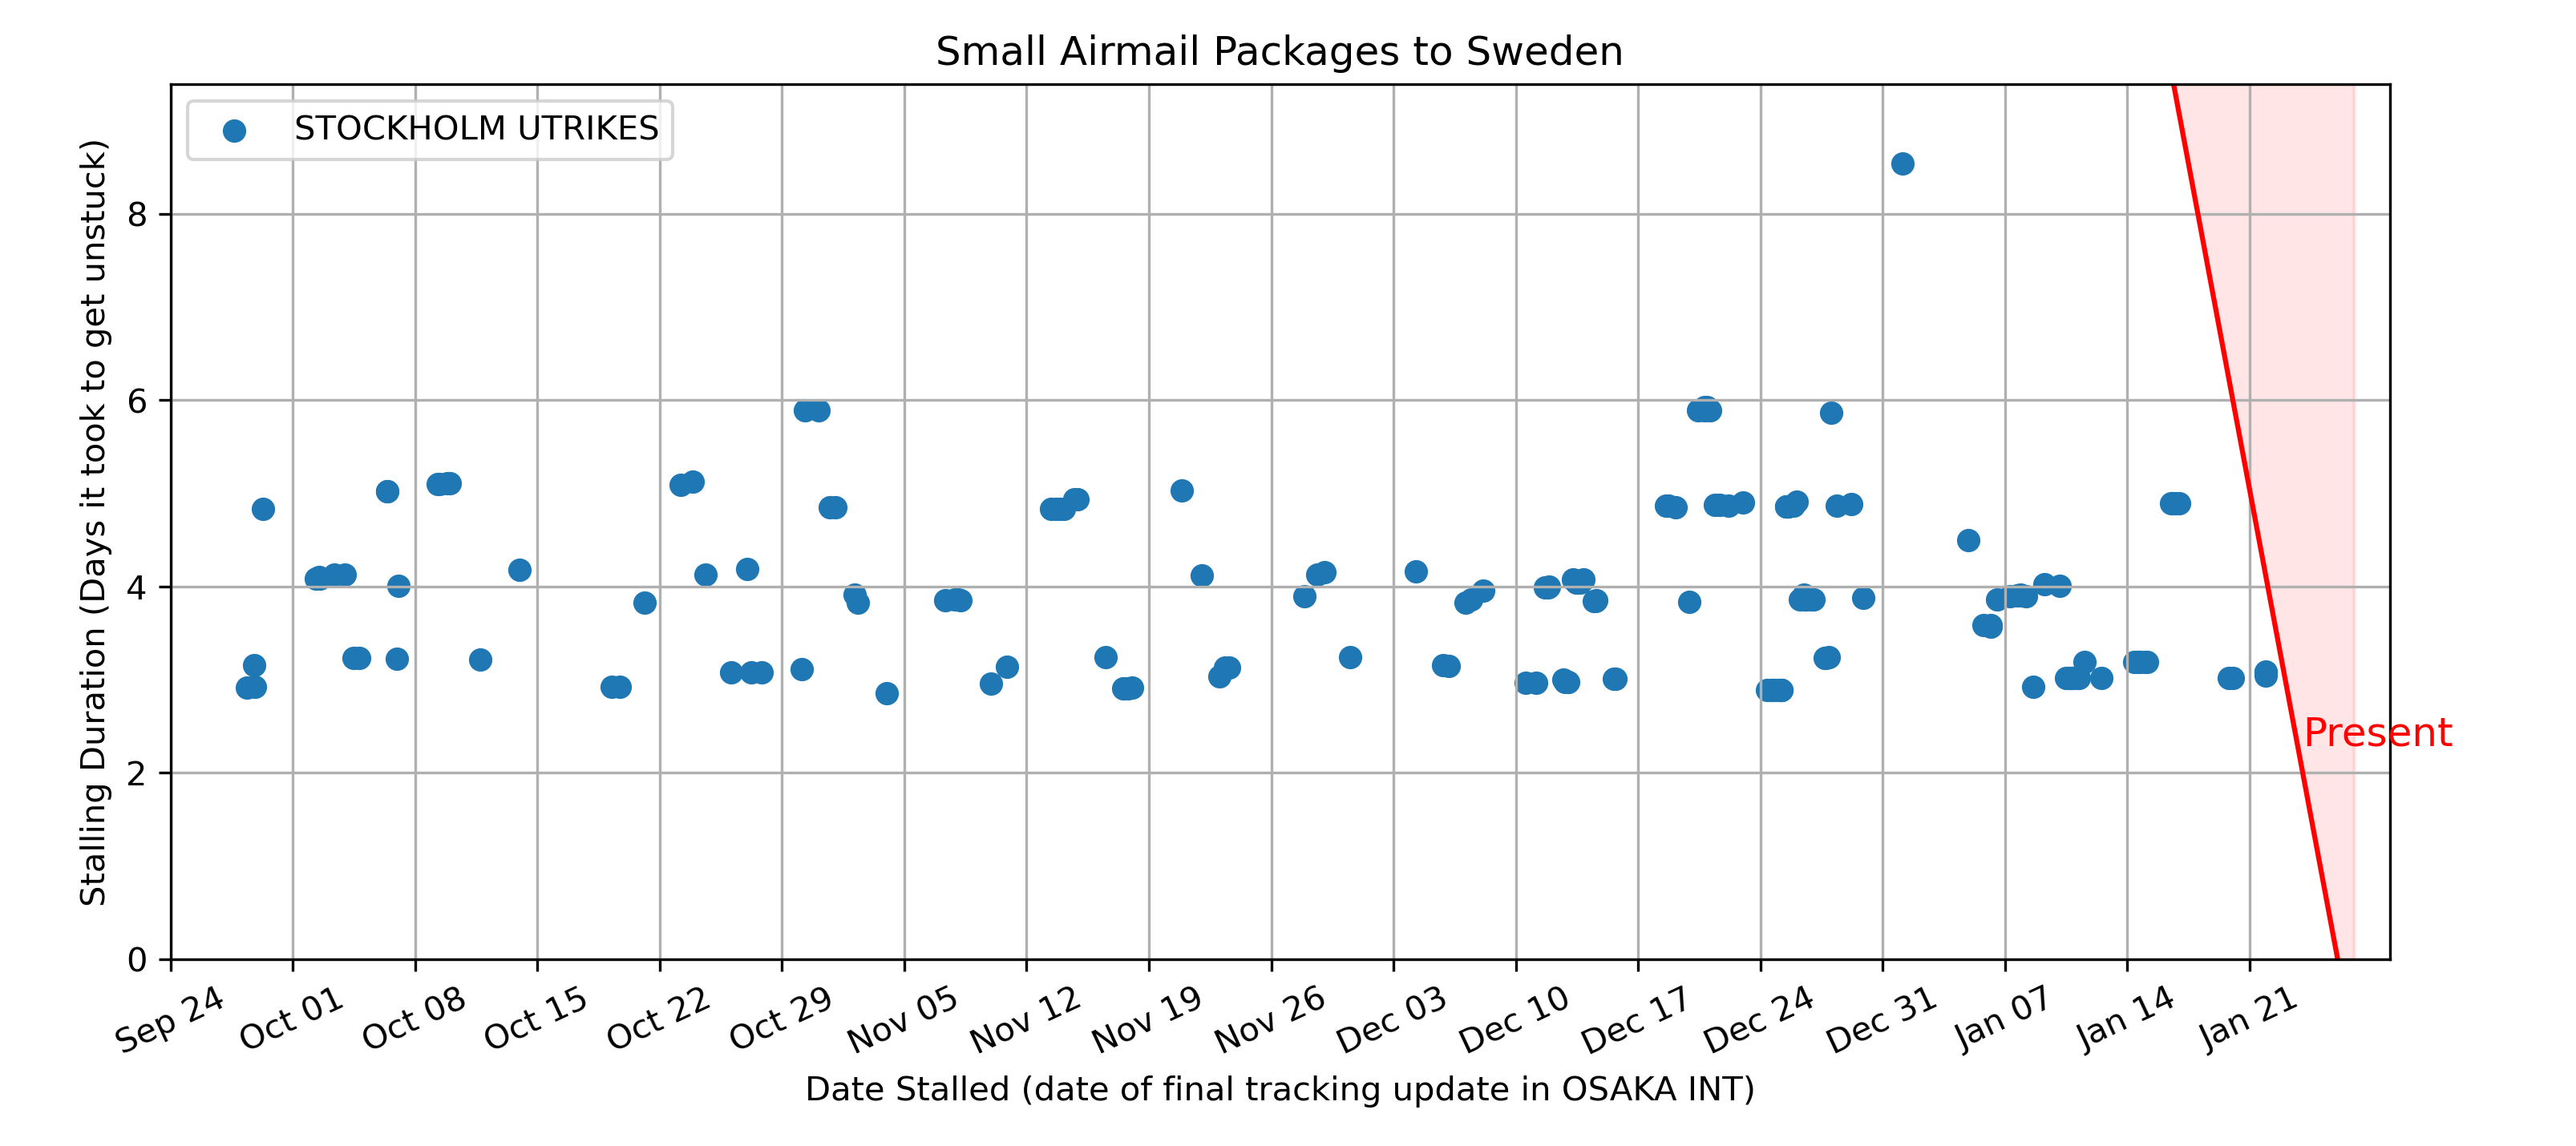 Small Airmail Packages to Sweden
STOCKHOLM UTRIKES
Stalling Duration (Days it took to get unstuck)
8
6
4
2
0
Present
Sep 24
Oct 01
Oct 08
Oct 15
Oct 22
Oct 29
Nov 05
Nov 12
Nov 19
Nov 26
Dec 03
Dec 10
Dec 17
Dec 24
Dec 31
Jan 07
Jan 14
Jan 21
Date Stalled (date of final tracking update in OSAKA INT)